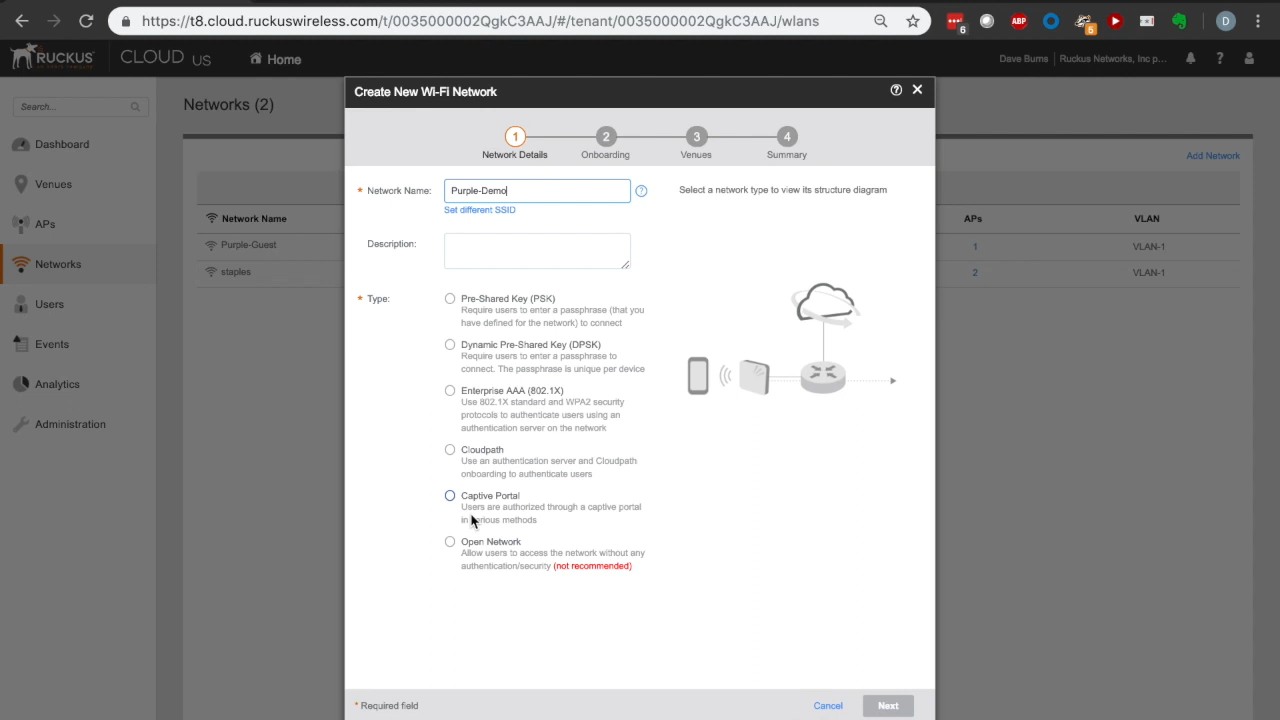 https://t8.cloud.ruckuswireless.com/t/0035000002QgkC3AAJ/#/tenant/0035000002QgkC3AAJ/wlans
ABP
6
5
D
RUCKUS
CLOUD US
Home
Dave Burns
Ruckus Networks, Inc p...
?
Search...
Dashboard
Venues
APs
Networks
Users
Events
Analytics
Administration
Networks (2)
Add Network
Network Name
APs
VLAN
Purple-Guest
1
VLAN-1
staples
2
VLAN-1
Create New Wi-Fi Network
?
1
2
3
4
Network Details
Onboarding
Venues
Summary
* Network Name:
Purple-Demo
?
Set different SSID
Description:
* Type:
Pre-Shared Key (PSK)
Require users to enter a passphrase (that you
have defined for the network) to connect
Dynamic Pre-Shared Key (DPSK)
Require users to enter a passphrase to
connect. The passphrase is unique per device
Enterprise AAA (802.1X)
Use 802.1X standard and WPA2 security
protocols to authenticate users using an
authentication server on the network
Cloudpath
Use an authentication server and Cloudpath
onboarding to authenticate users
Captive Portal
Users are authorized through a captive portal
in various methods
Open Network
Allow users to access the network without any
authentication/security (not recommended)
Select a network type to view its structure diagram
* Required field
Cancel
Next